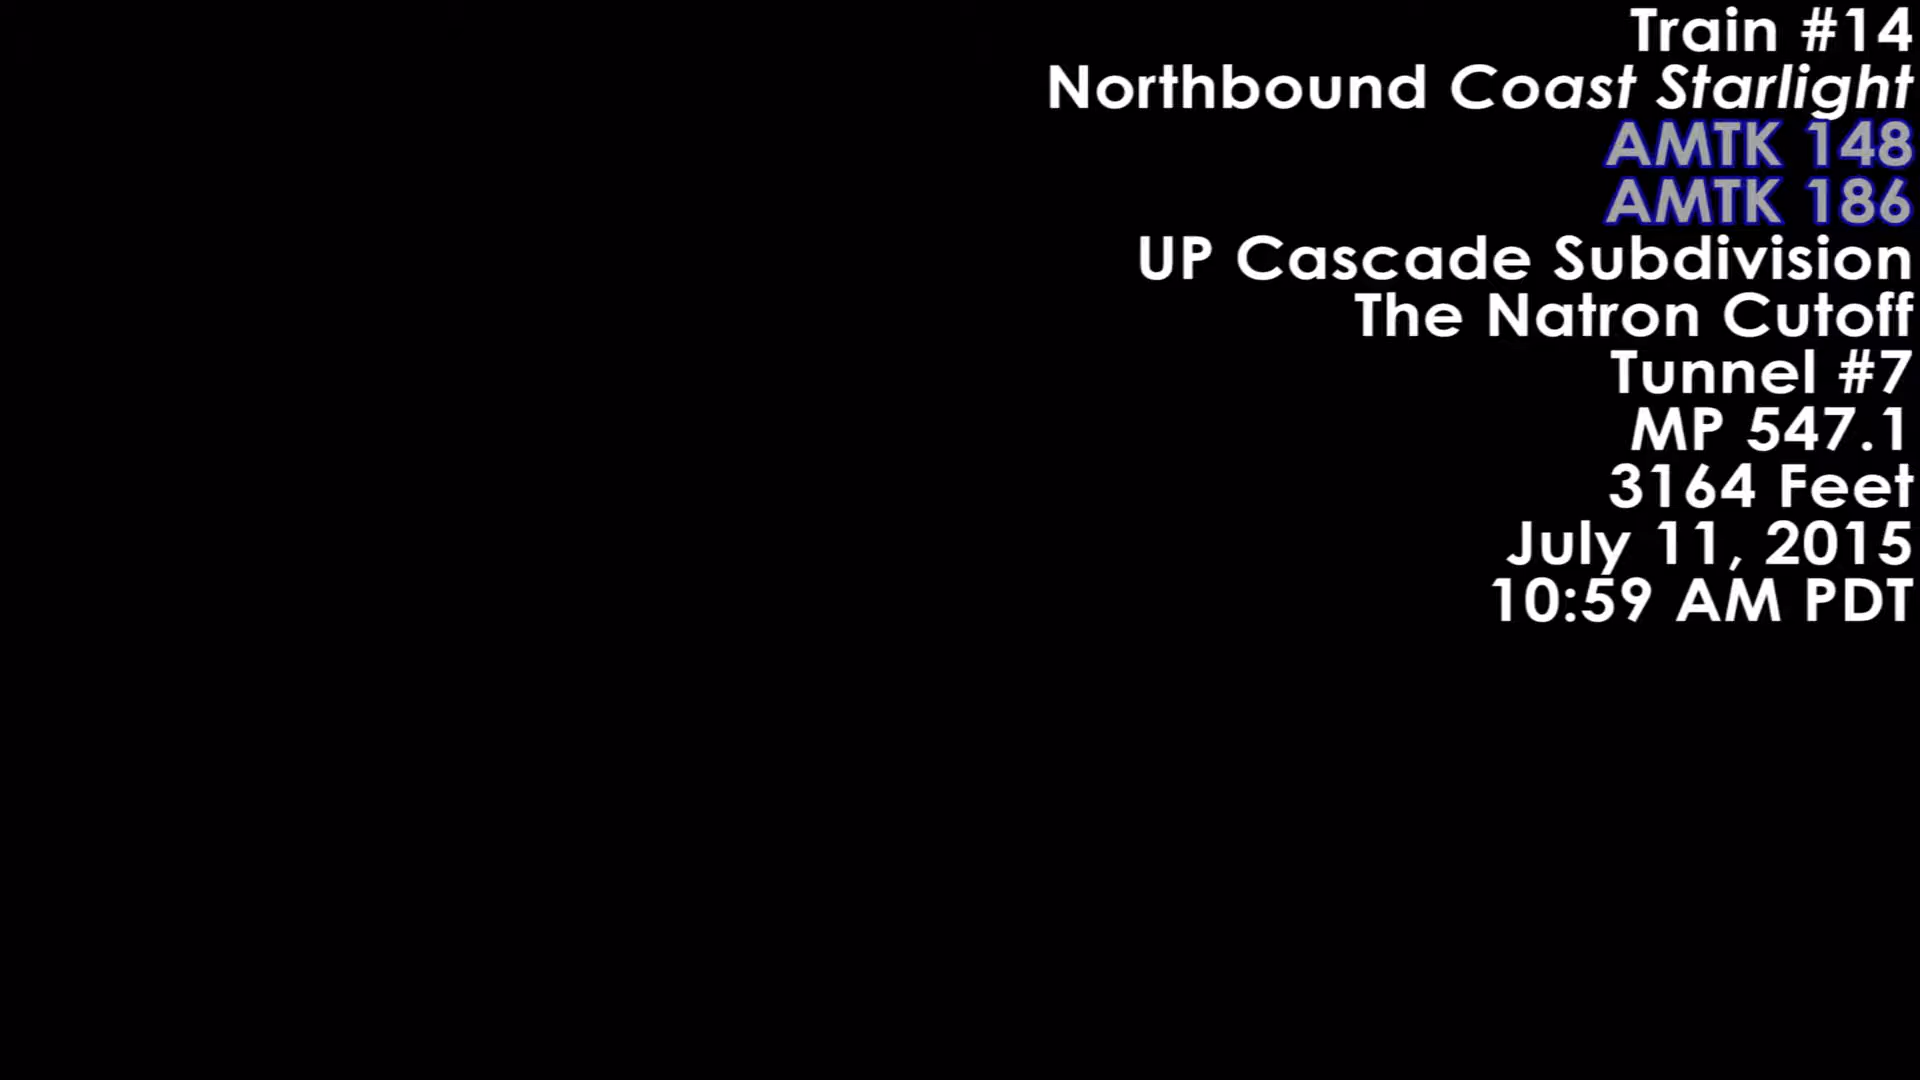 Train #14
Northbound Coast Starlight
AMTK 148
AMTK 186
UP Cascade Subdivision
The Natron Cutoff
Tunnel #7
MP 547.1
3164 Feet
July 11, 2015
10:59 AM PDT